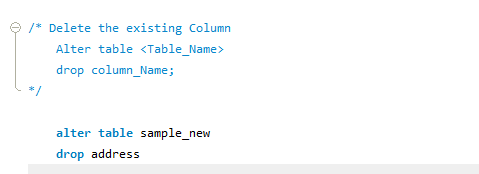 /* Delete the existing Column
Alter table <Table_Name>
drop column_Name;
*/
alter table sample_new
drop address